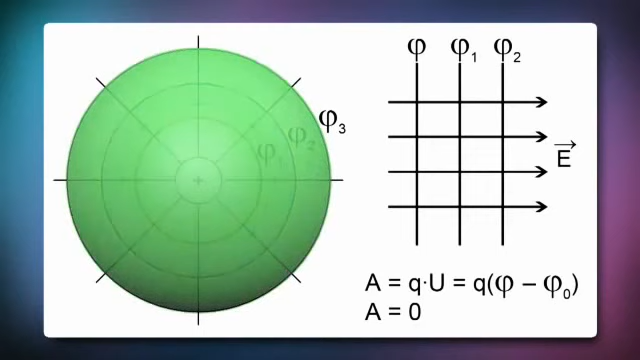 φ₁ φ₂ φ₃
+
φ φ₁ φ₂
E⃗
A = q·U = q(φ – φ₀)
A = 0